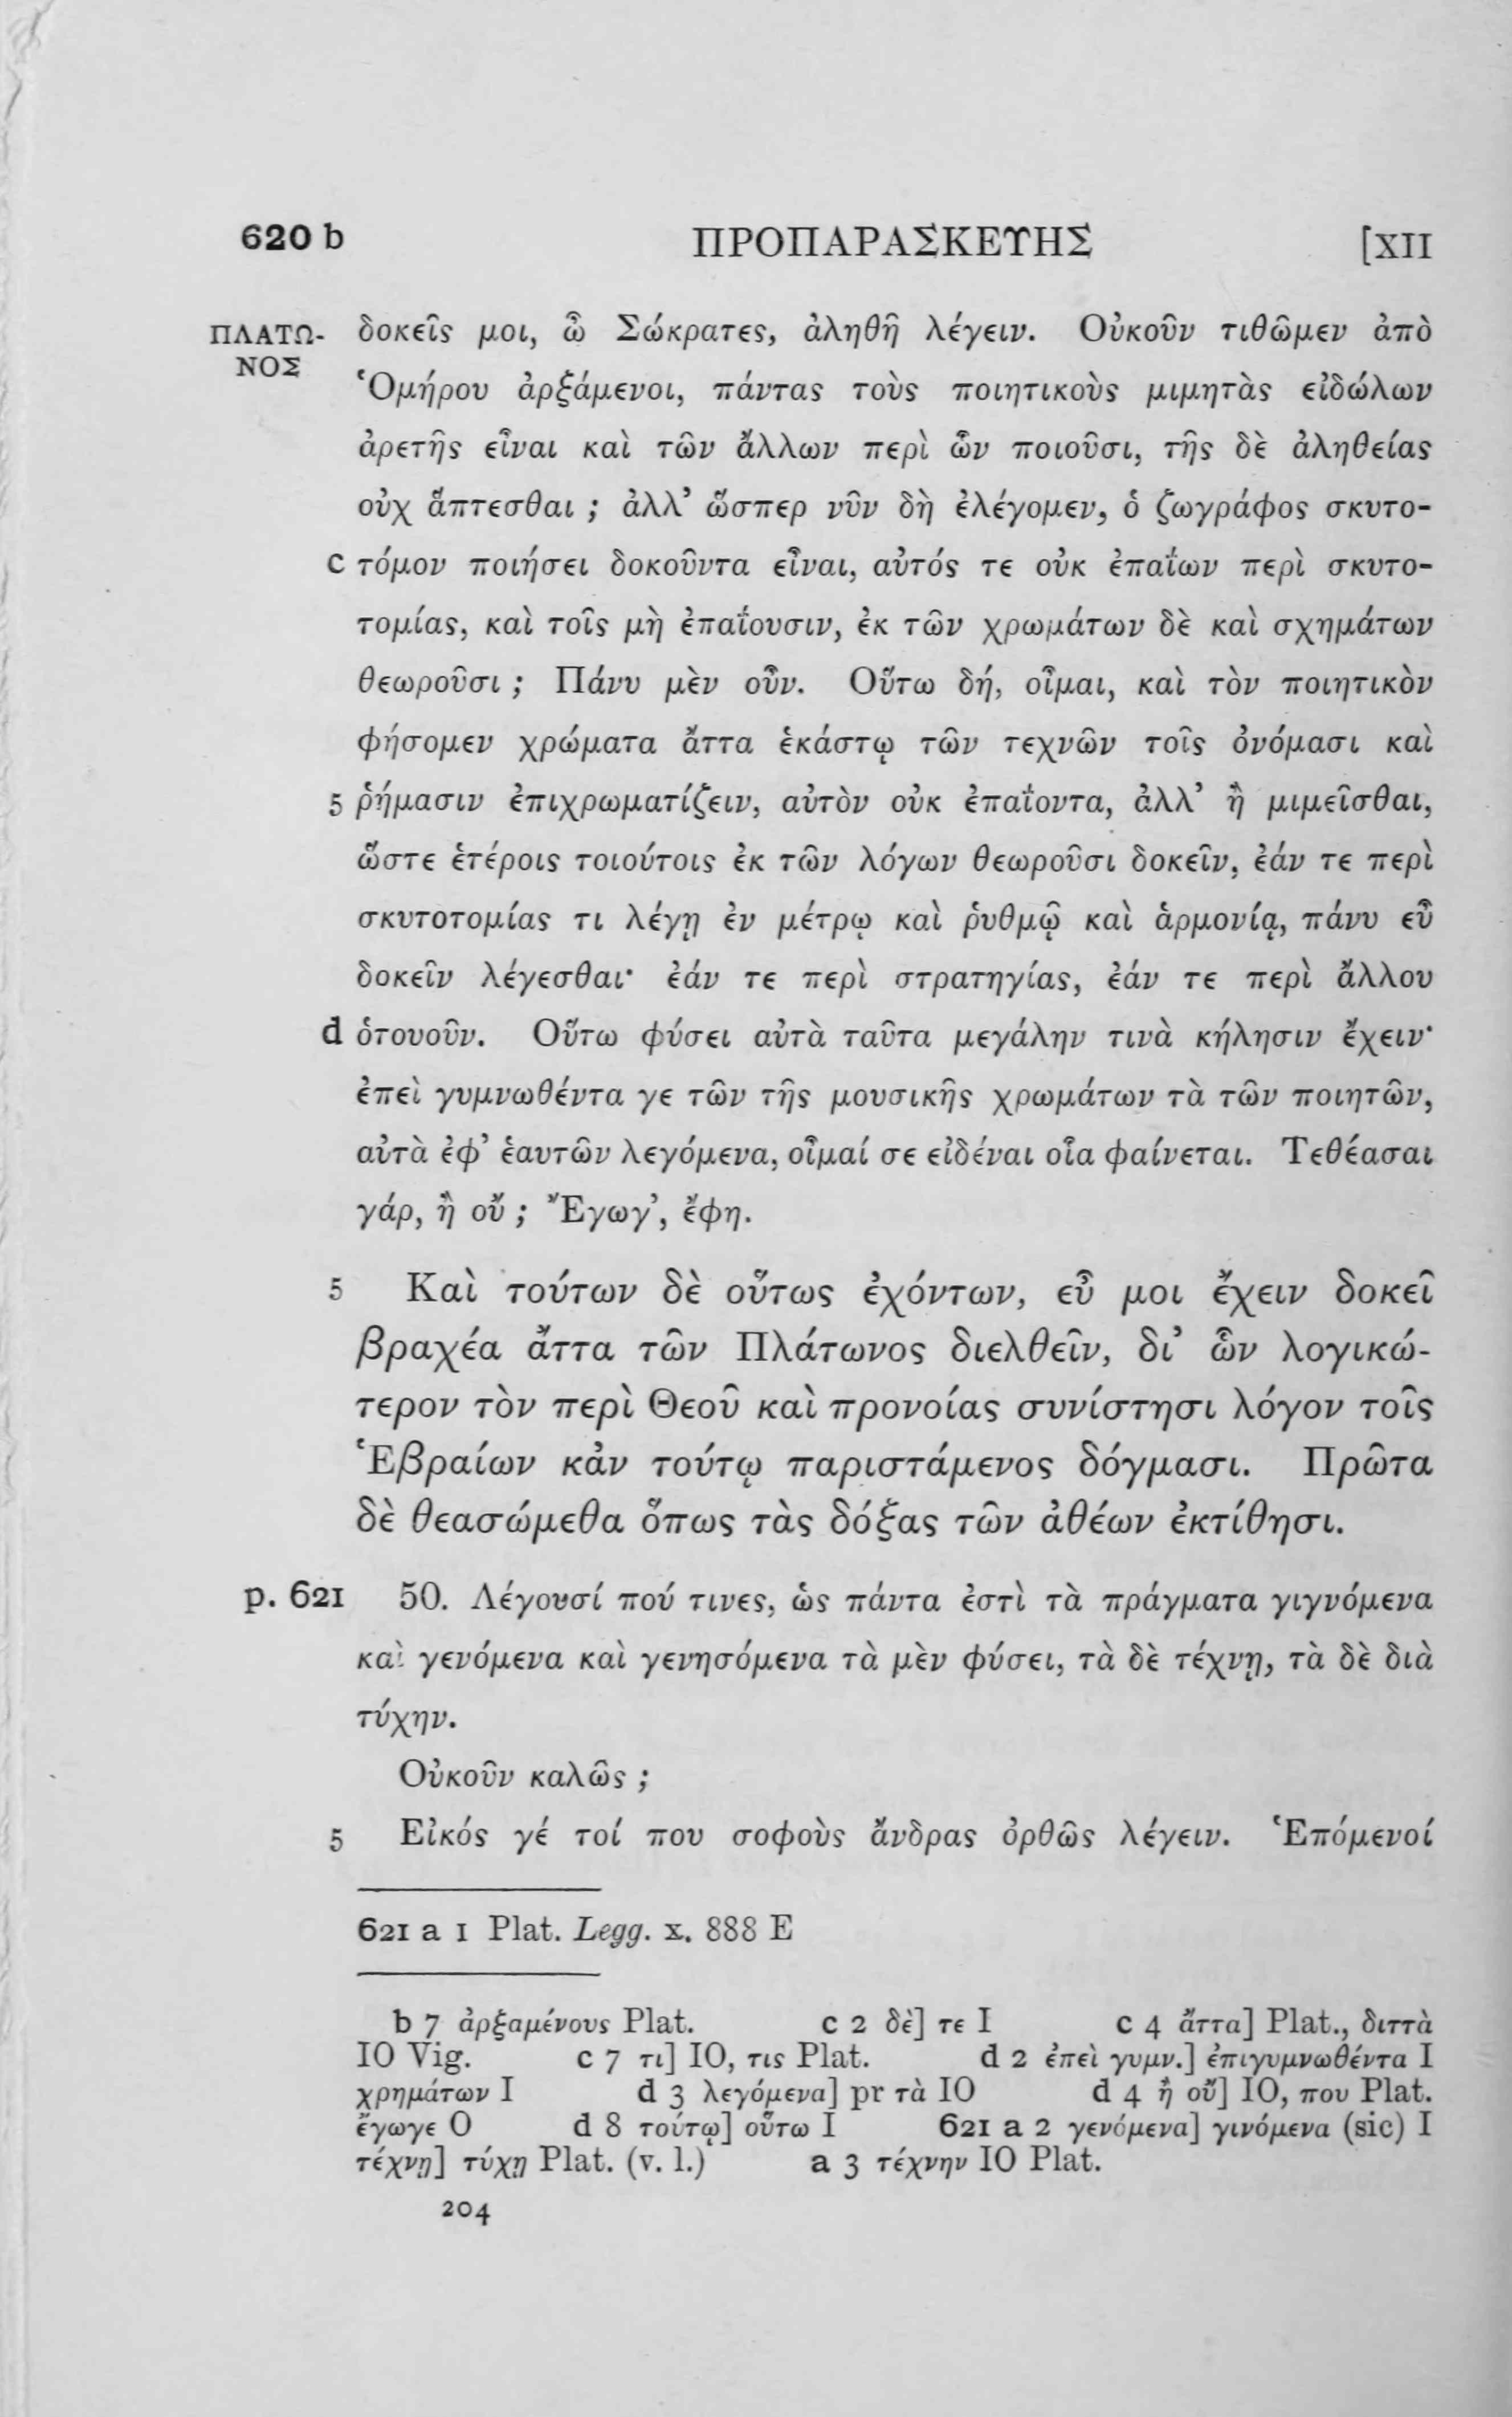 620 b ΠΡΟΠΑΡΑΣΚΕΥΗΣ [XII
ΠΛΑΤΩ- δοκεῖς μοι, ὦ Σώκρατες, ἀληθῆ λέγειν. Οὐκοῦν τιθῶμεν ἀπὸ
ΝΟΣ Ὁμήρου ἀρξάμενοι, πάντας τοὺς ποιητικοὺς μιμητὰς εἰδώλων
ἀρετῆς εἶναι καὶ τῶν ἄλλων περὶ ὧν ποιοῦσι, τῆς δὲ ἀληθείας
οὐχ ἅπτεσθαι ; ἀλλ’ ὥσπερ νῦν δὴ ἐλέγομεν, ὁ ζωγράφος σκυτο-
c τόμον ποιήσει δοκοῦντα εἶναι, αὐτός τε οὐκ ἐπαΐων περὶ σκυτο-
τομίας, καὶ τοῖς μὴ ἐπαΐουσιν, ἐκ τῶν χρωμάτων δὲ καὶ σχημάτων
θεωροῦσι ; Πάνυ μὲν οὖν. Οὕτω δή, οἶμαι, καὶ τὸν ποιητικὸν
φήσομεν χρώματα ἄττα ἑκάστῳ τῶν τεχνῶν τοῖς ὀνόμασι καὶ
5 ῥήμασιν ἐπιχρωματίζειν, αὐτὸν οὐκ ἐπαΐοντα, ἀλλ’ ἢ μιμεῖσθαι,
ὥστε ἑτέροις τοιούτοις ἐκ τῶν λόγων θεωροῦσι δοκεῖν, ἐάν τε περὶ
σκυτοτομίας τι λέγῃ ἐν μέτρῳ καὶ ῥυθμῷ καὶ ἁρμονίᾳ, πάνυ εὖ
δοκεῖν λέγεσθαι· ἐάν τε περὶ στρατηγίας, ἐάν τε περὶ ἄλλου
d ὁτουοῦν. Οὕτω φύσει αὐτὰ ταῦτα μεγάλην τινὰ κήλησιν ἔχειν·
ἐπεὶ γυμνωθέντα γε τῶν τῆς μουσικῆς χρωμάτων τὰ τῶν ποιητῶν,
αὐτὰ ἐφ’ ἑαυτῶν λεγόμενα, οἶμαί σε εἰδέναι οἷα φαίνεται. Τεθέασαι
γάρ, ἢ οὔ ; Ἔγωγ’, ἔφη.
5 Καὶ τούτων δὲ οὕτως ἐχόντων, εὖ μοι ἔχειν δοκεῖ
βραχέα ἄττα τῶν Πλάτωνος διελθεῖν, δι’ ὧν λογικώ-
τερον τὸν περὶ Θεοῦ καὶ προνοίας συνίστησι λόγον τοῖς
Ἑβραίων κἀν τούτῳ παριστάμενος δόγμασι. Πρῶτα
δὲ θεασώμεθα ὅπως τὰς δόξας τῶν ἀθέων ἐκτίθησι.
p. 621 50. Λέγουσί πού τινες, ὡς πάντα ἐστὶ τὰ πράγματα γιγνόμενα
καὶ γενόμενα καὶ γενησόμενα τὰ μὲν φύσει, τὰ δὲ τέχνῃ, τὰ δὲ διὰ
τύχην.
Οὐκοῦν καλῶς ;
5 Εἰκός γέ τοί που σοφοὺς ἄνδρας ὀρθῶς λέγειν. Ἑπόμενοί
621 a 1 Plat. Legg. x. 888 E
b 7 ἀρξαμένους Plat. c 2 δὲ] τε I c 4 ἄττα] Plat., διττὰ
IO Vig. c 7 τι] IO, τις Plat. d 2 ἐπεὶ γυμν.] ἐπιγυμνωθέντα I
χρημάτων I d 3 λεγόμενα] pr τὰ IO d 4 ἢ οὔ] IO, που Plat.
ἔγωγε O d 8 τούτῳ] οὕτω I 621 a 2 γενόμενα] γινόμενα (sic) I
τέχνῃ] τύχῃ Plat. (v. l.) a 3 τέχνην IO Plat.
204